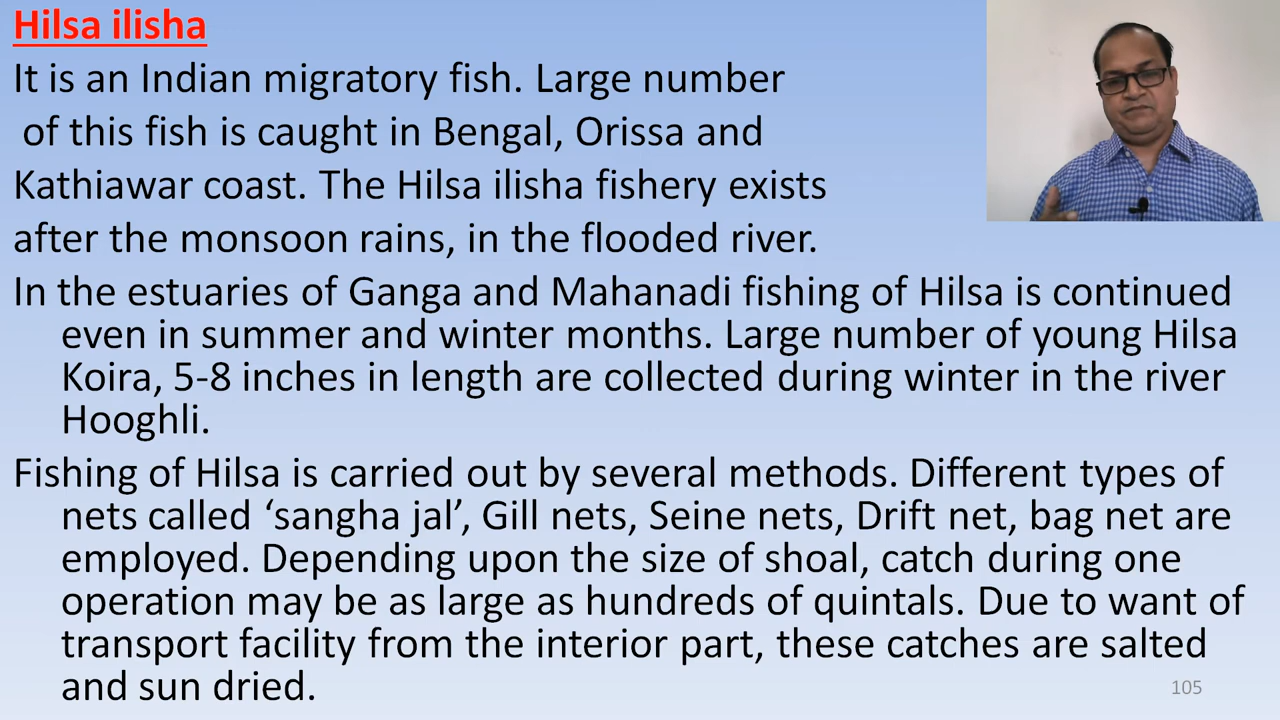 Hilsa ilisha
It is an Indian migratory fish. Large number
of this fish is caught in Bengal, Orissa and
Kathiawar coast. The Hilsa ilisha fishery exists
after the monsoon rains, in the flooded river.
In the estuaries of Ganga and Mahanadi fishing of Hilsa is continued
even in summer and winter months. Large number of young Hilsa
Koira, 5-8 inches in length are collected during winter in the river
Hooghli.
Fishing of Hilsa is carried out by several methods. Different types of
nets called ‘sangha jal’, Gill nets, Seine nets, Drift net, bag net are
employed. Depending upon the size of shoal, catch during one
operation may be as large as hundreds of quintals. Due to want of
transport facility from the interior part, these catches are salted
and sun dried.
105